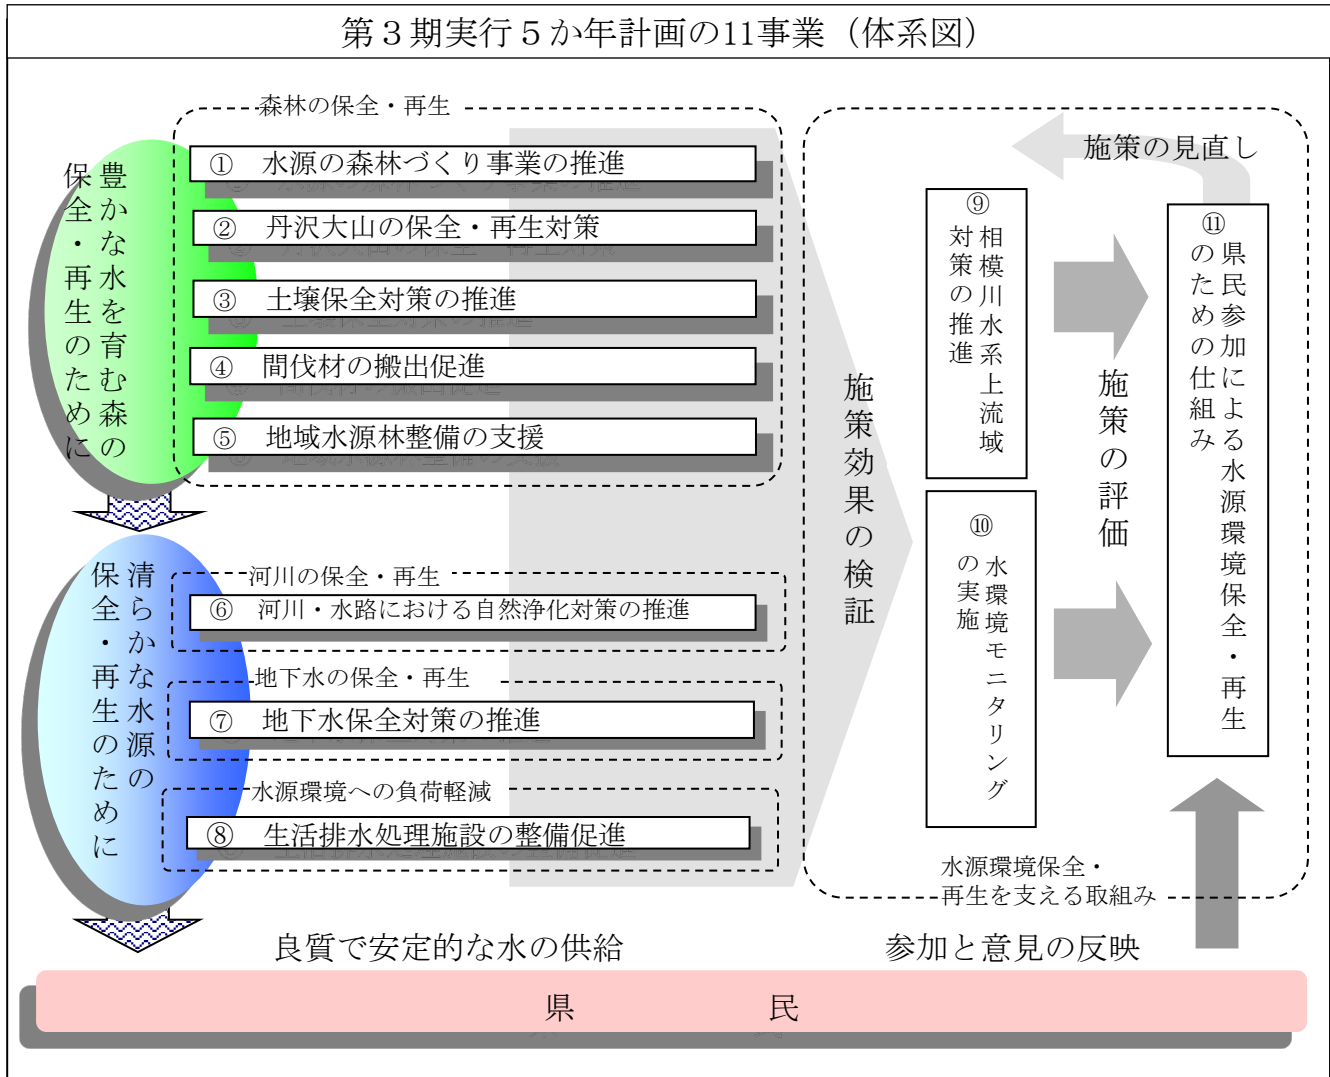 第３期実行５か年計画の11事業（体系図）
森林の保全・再生
豊かな水を育む森の
保全・再生のために
① 水源の森林づくり事業の推進
② 丹沢大山の保全・再生対策
③ 土壌保全対策の推進
④ 間伐材の搬出促進
⑤ 地域水源林整備の支援
清らかな水源の
保全・再生のために
河川の保全・再生
⑥ 河川・水路における自然浄化対策の推進
地下水の保全・再生
⑦ 地下水保全対策の推進
水源環境への負荷軽減
⑧ 生活排水処理施設の整備促進
施策効果の検証
⑨ 相模川水系上流域
対策の推進
⑩ 水環境モニタリング
の実施
施策の評価
施策の見直し
⑪ 県民参加による水源環境保全・再生
のための仕組み
水源環境保全・
再生を支える取組み
良質で安定的な水の供給
参加と意見の反映
県 民